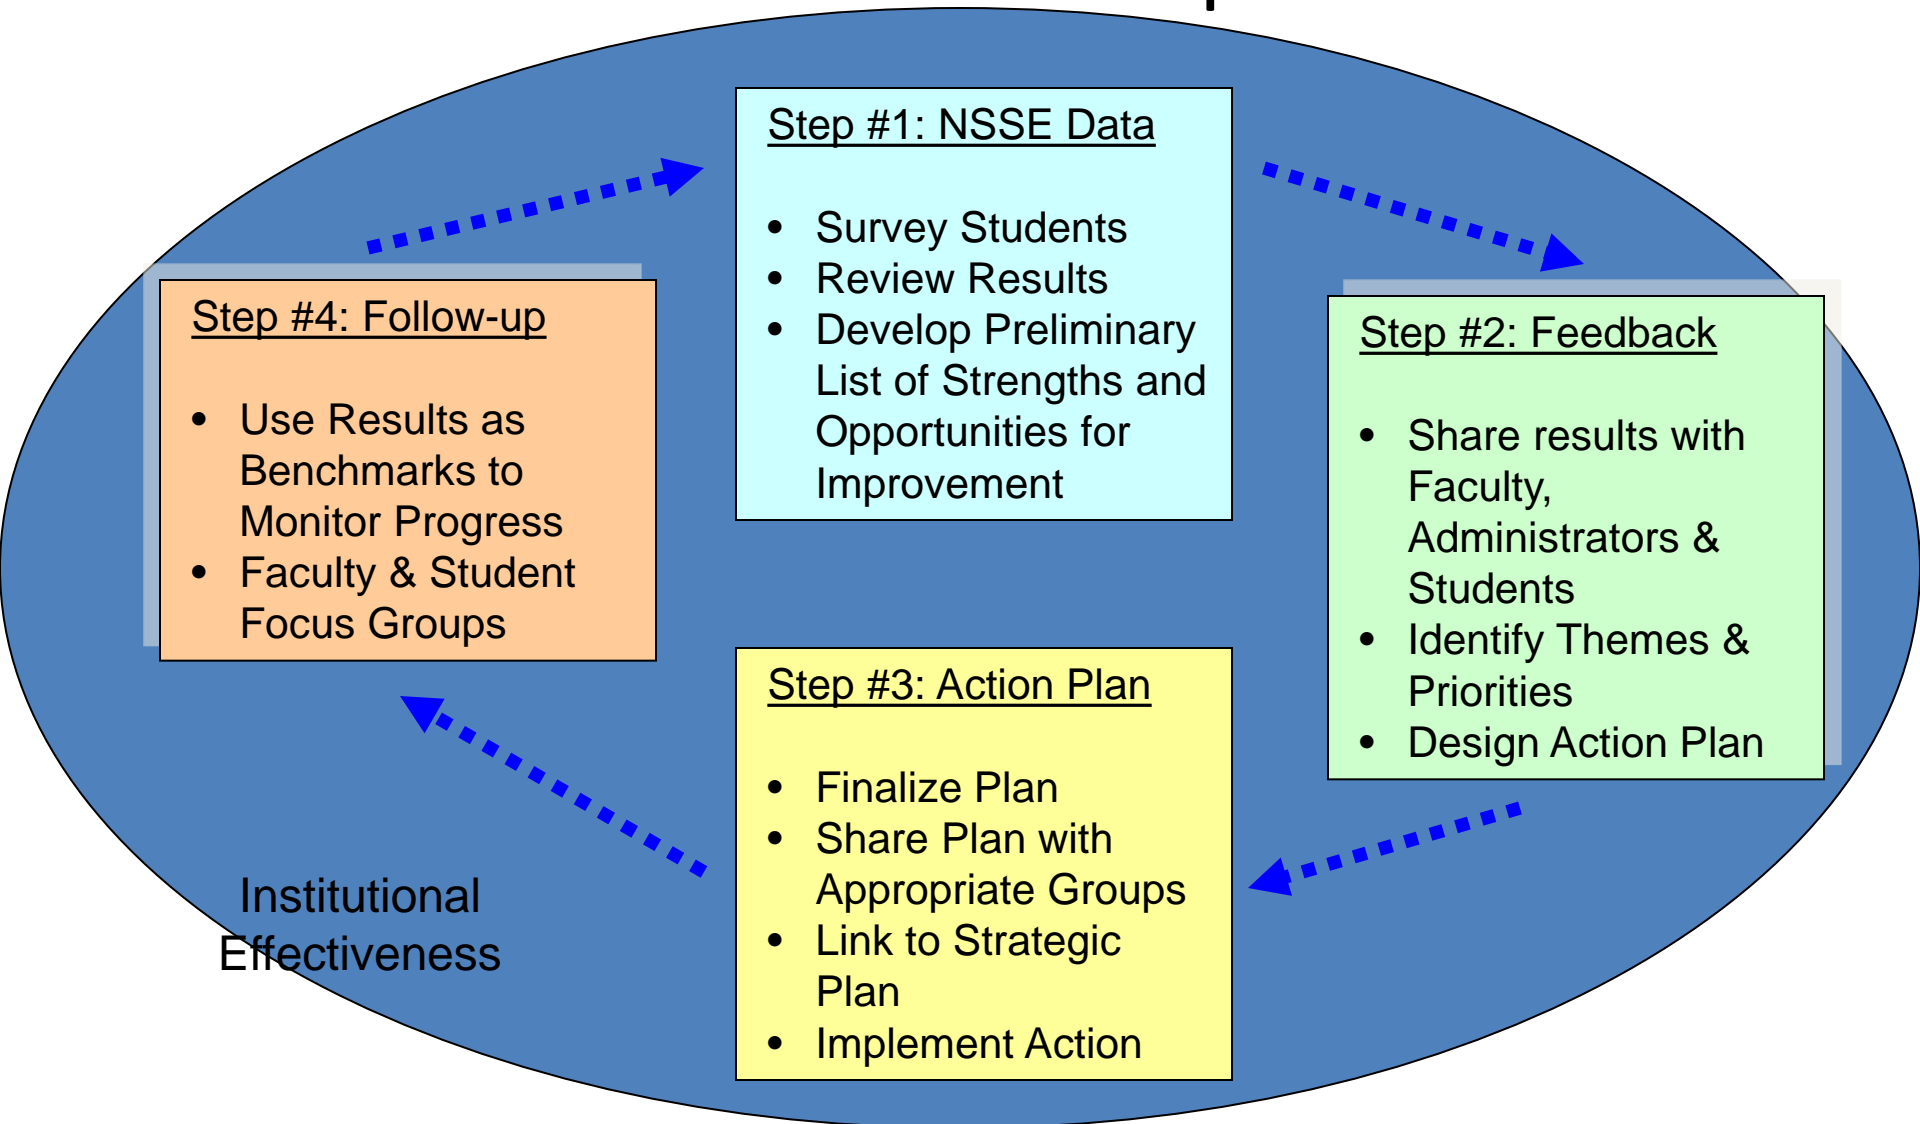 Step #1: NSSE Data
• Survey Students
• Review Results
• Develop Preliminary
List of Strengths and
Opportunities for
Improvement
Step #2: Feedback
• Share results with
Faculty,
Administrators &
Students
• Identify Themes &
Priorities
• Design Action Plan
Step #3: Action Plan
• Finalize Plan
• Share Plan with
Appropriate Groups
• Link to Strategic
Plan
• Implement Action
Step #4: Follow-up
• Use Results as
Benchmarks to
Monitor Progress
• Faculty & Student
Focus Groups
Institutional
Effectiveness